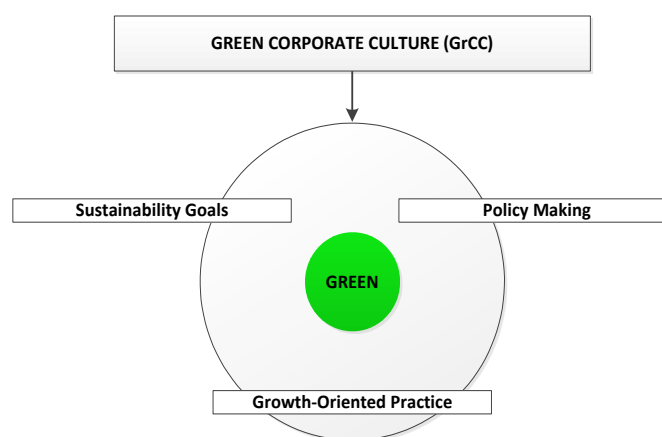 GREEN CORPORATE CULTURE (GrCC)
Sustainability Goals
Policy Making
GREEN
Growth-Oriented Practice